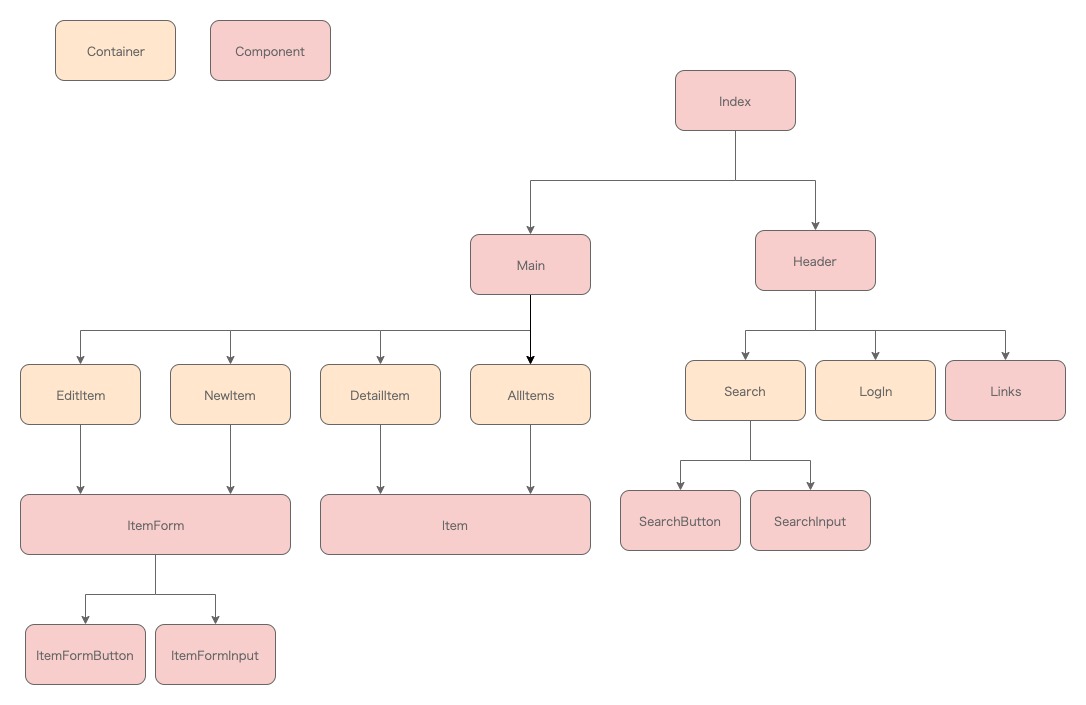 Container
Component
Index
Main
Header
EditItem
NewItem
DetailItem
AllItems
Search
LogIn
Links
ItemForm
Item
SearchButton
SearchInput
ItemFormButton
ItemFormInput